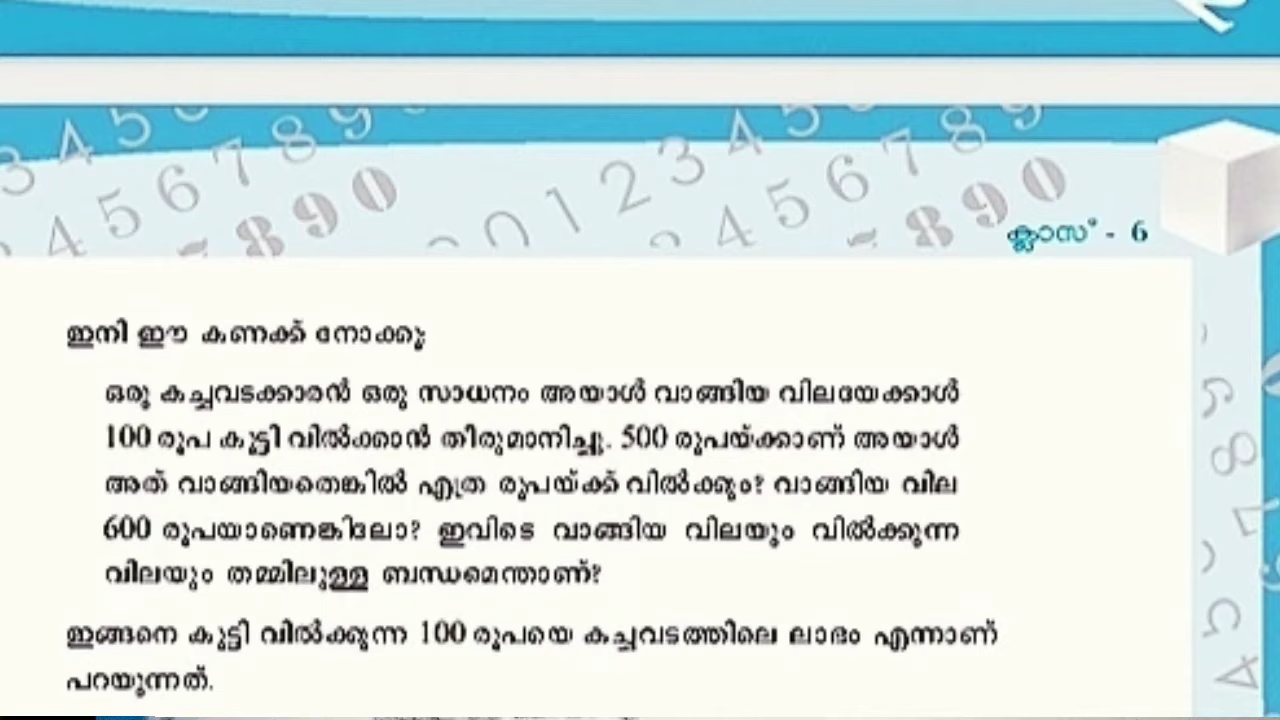 ക്ലാസ് - 6
ഇനി ഈ കണക്ക് നോക്കൂ:
ഒരു കച്ചവടക്കാരൻ ഒരു സാധനം അയാൾ വാങ്ങിയ വിലയേക്കാൾ
100 രൂപ കൂട്ടി വിൽക്കാൻ തീരുമാനിച്ചു. 500 രൂപയ്ക്കാണ് അയാൾ
അത് വാങ്ങിയതെങ്കിൽ എത്ര രൂപയ്ക്ക് വിൽക്കും? വാങ്ങിയ വില
600 രൂപയാണെങ്കിലോ? ഇവിടെ വാങ്ങിയ വിലയും വിൽക്കുന്ന
വിലയും തമ്മിലുള്ള ബന്ധമെന്താണ്?
ഇങ്ങനെ കൂട്ടി വിൽക്കുന്ന 100 രൂപയെ കച്ചവടത്തിലെ ലാഭം എന്നാണ്
പറയുന്നത്.